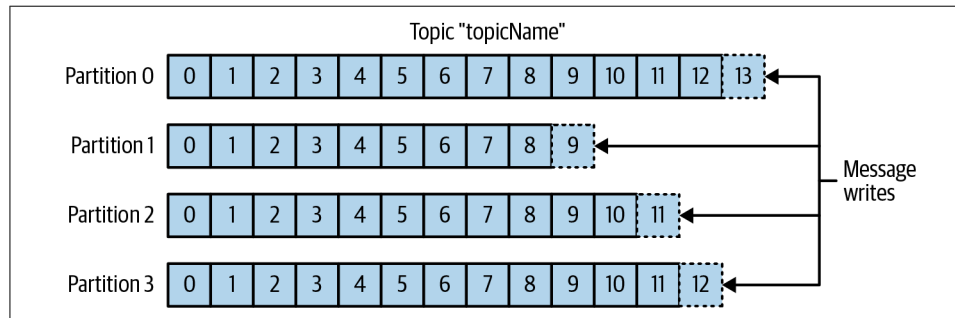 Topic "topicName"
Partition 0 0 1 2 3 4 5 6 7 8 9 10 11 12 13
Partition 1 0 1 2 3 4 5 6 7 8 9
Message
writes
Partition 2 0 1 2 3 4 5 6 7 8 9 10 11
Partition 3 0 1 2 3 4 5 6 7 8 9 10 11 12